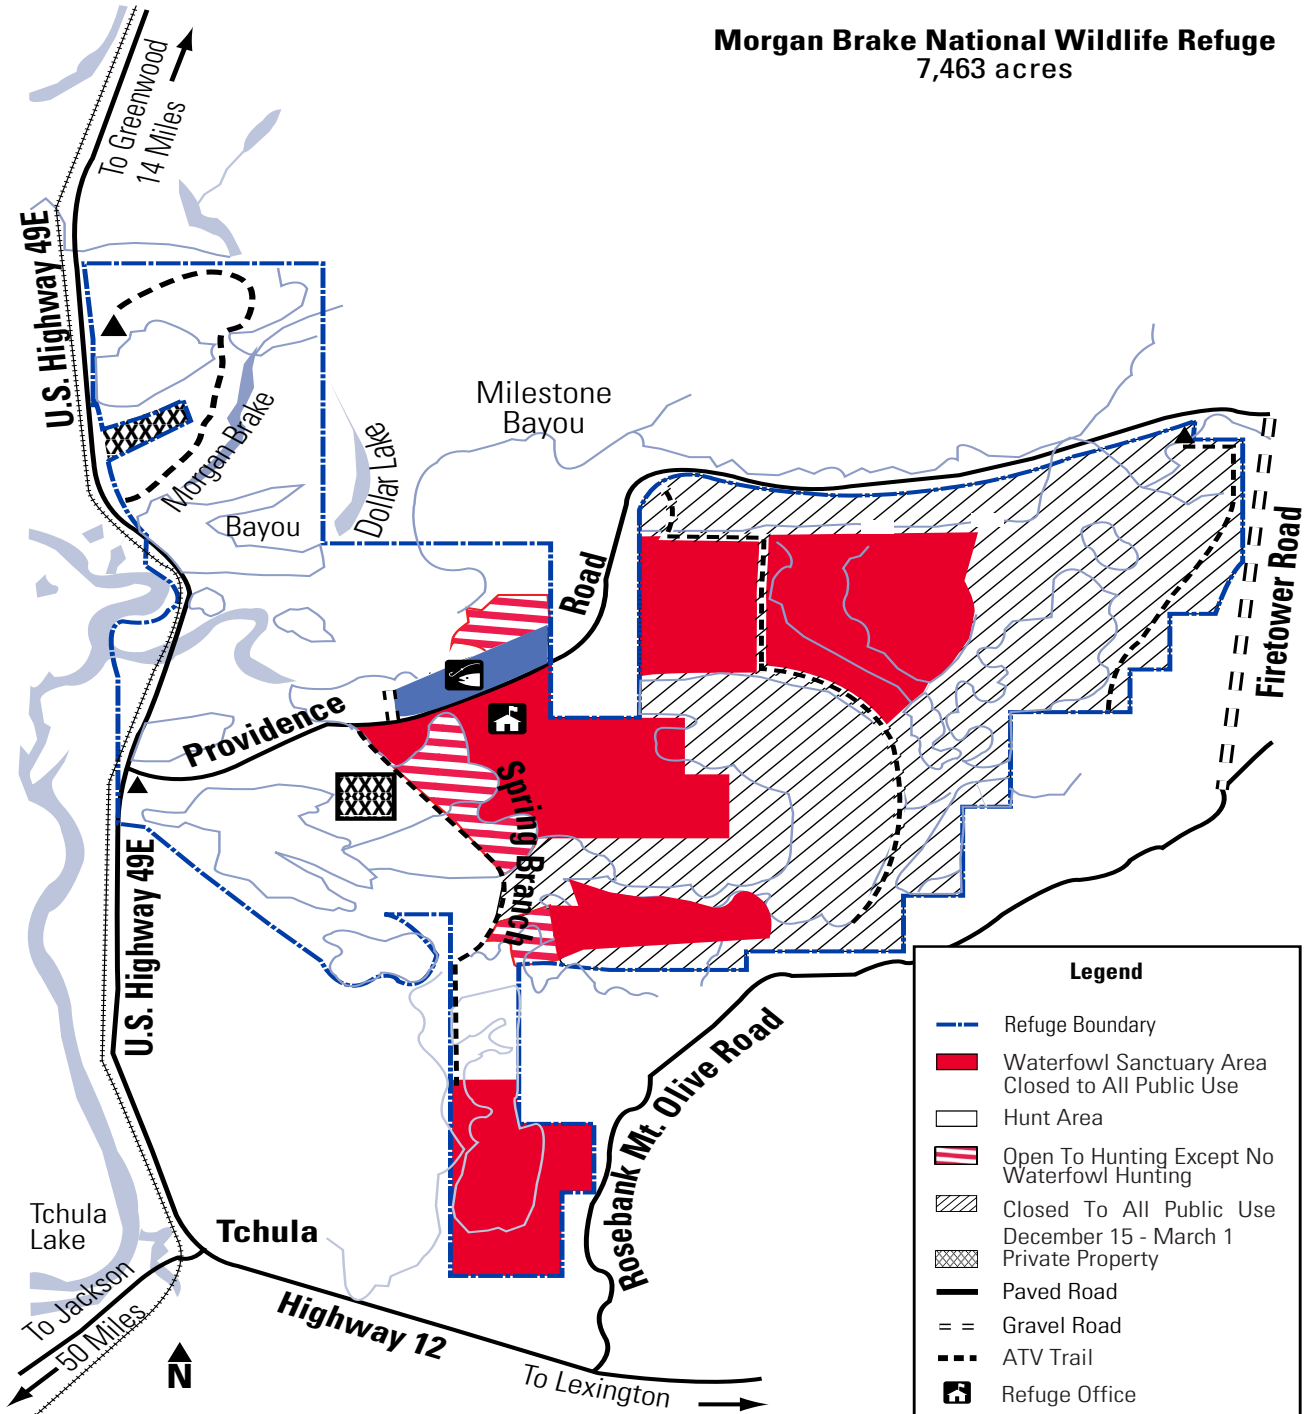 Morgan Brake National Wildlife Refuge
7,463 acres
To Greenwood
14 Miles
U.S. Highway 49E
Morgan Brake
Dollar Lake
Milestone
Bayou
Bayou
Road
Firetower Road
Providence
Spring Branch
U.S. Highway 49E
Rosebank Mt. Olive Road
Tchula
Lake
Tchula
To Jackson
50 Miles
N
Highway 12
To Lexington
Legend
Refuge Boundary
Waterfowl Sanctuary Area
Closed to All Public Use
Hunt Area
Open To Hunting Except No
Waterfowl Hunting
Closed To All Public Use
December 15 - March 1
Private Property
Paved Road
Gravel Road
ATV Trail
Refuge Office